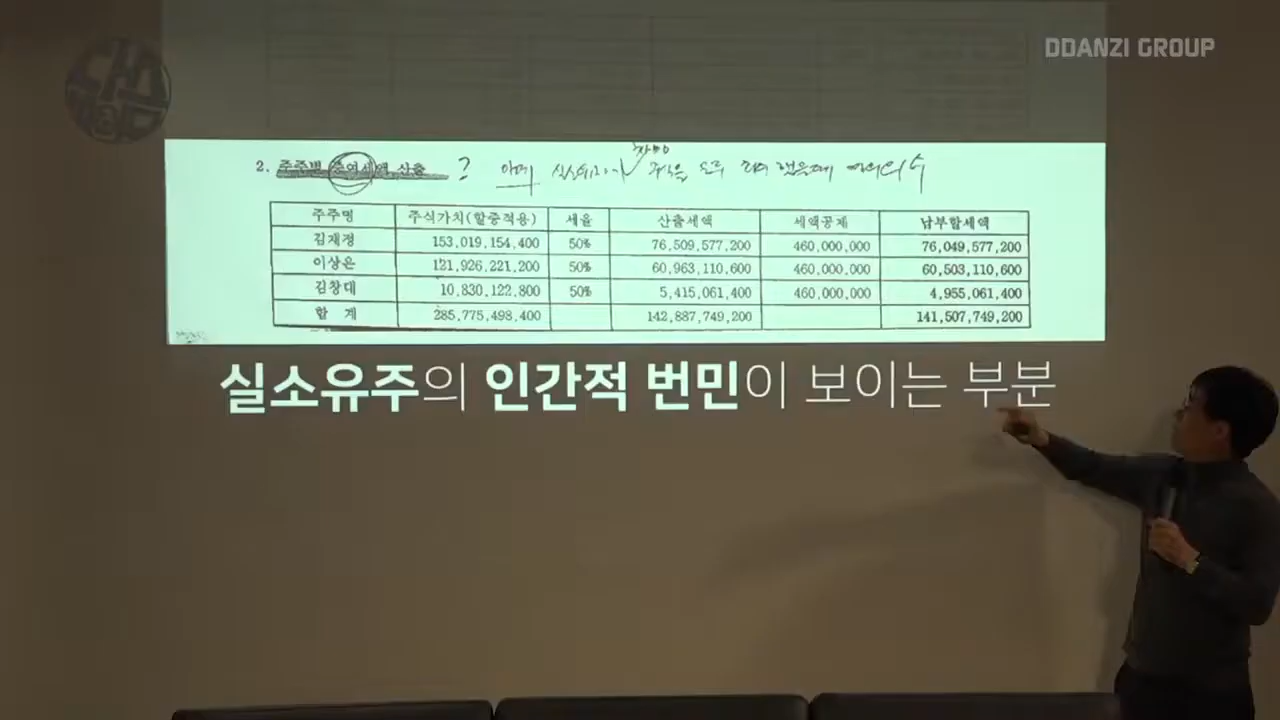 DDANZI GROUP
2. 주주별 증여세액 산출 ?
주주명 주식가치(할증적용) 세율 산출세액 세액공제 납부할세액
김재정 153,019,154,400 50% 76,509,577,200 460,000,000 76,049,577,200
이상은 121,926,221,200 50% 60,963,110,600 460,000,000 60,503,110,600
김창대 10,830,122,800 50% 5,415,061,400 460,000,000 4,955,061,400
합 계 285,775,498,400 142,887,749,200 141,507,749,200
실소유주의 인간적 번민이 보이는 부분